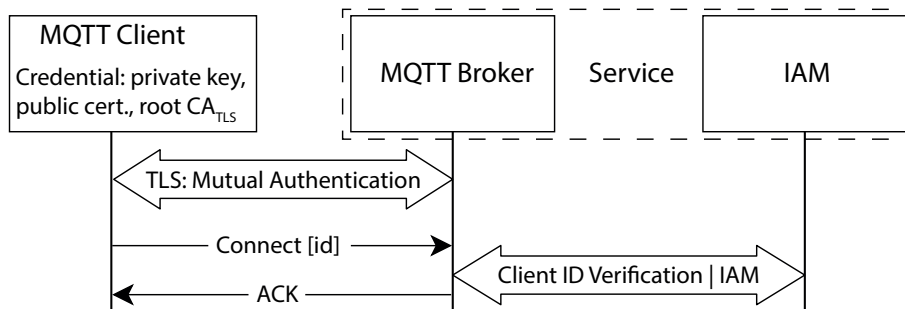 MQTT Client
Credential: private key,
public cert., root CA_TLS
MQTT Broker
Service
IAM
TLS: Mutual Authentication
Connect [id]
Client ID Verification | IAM
ACK